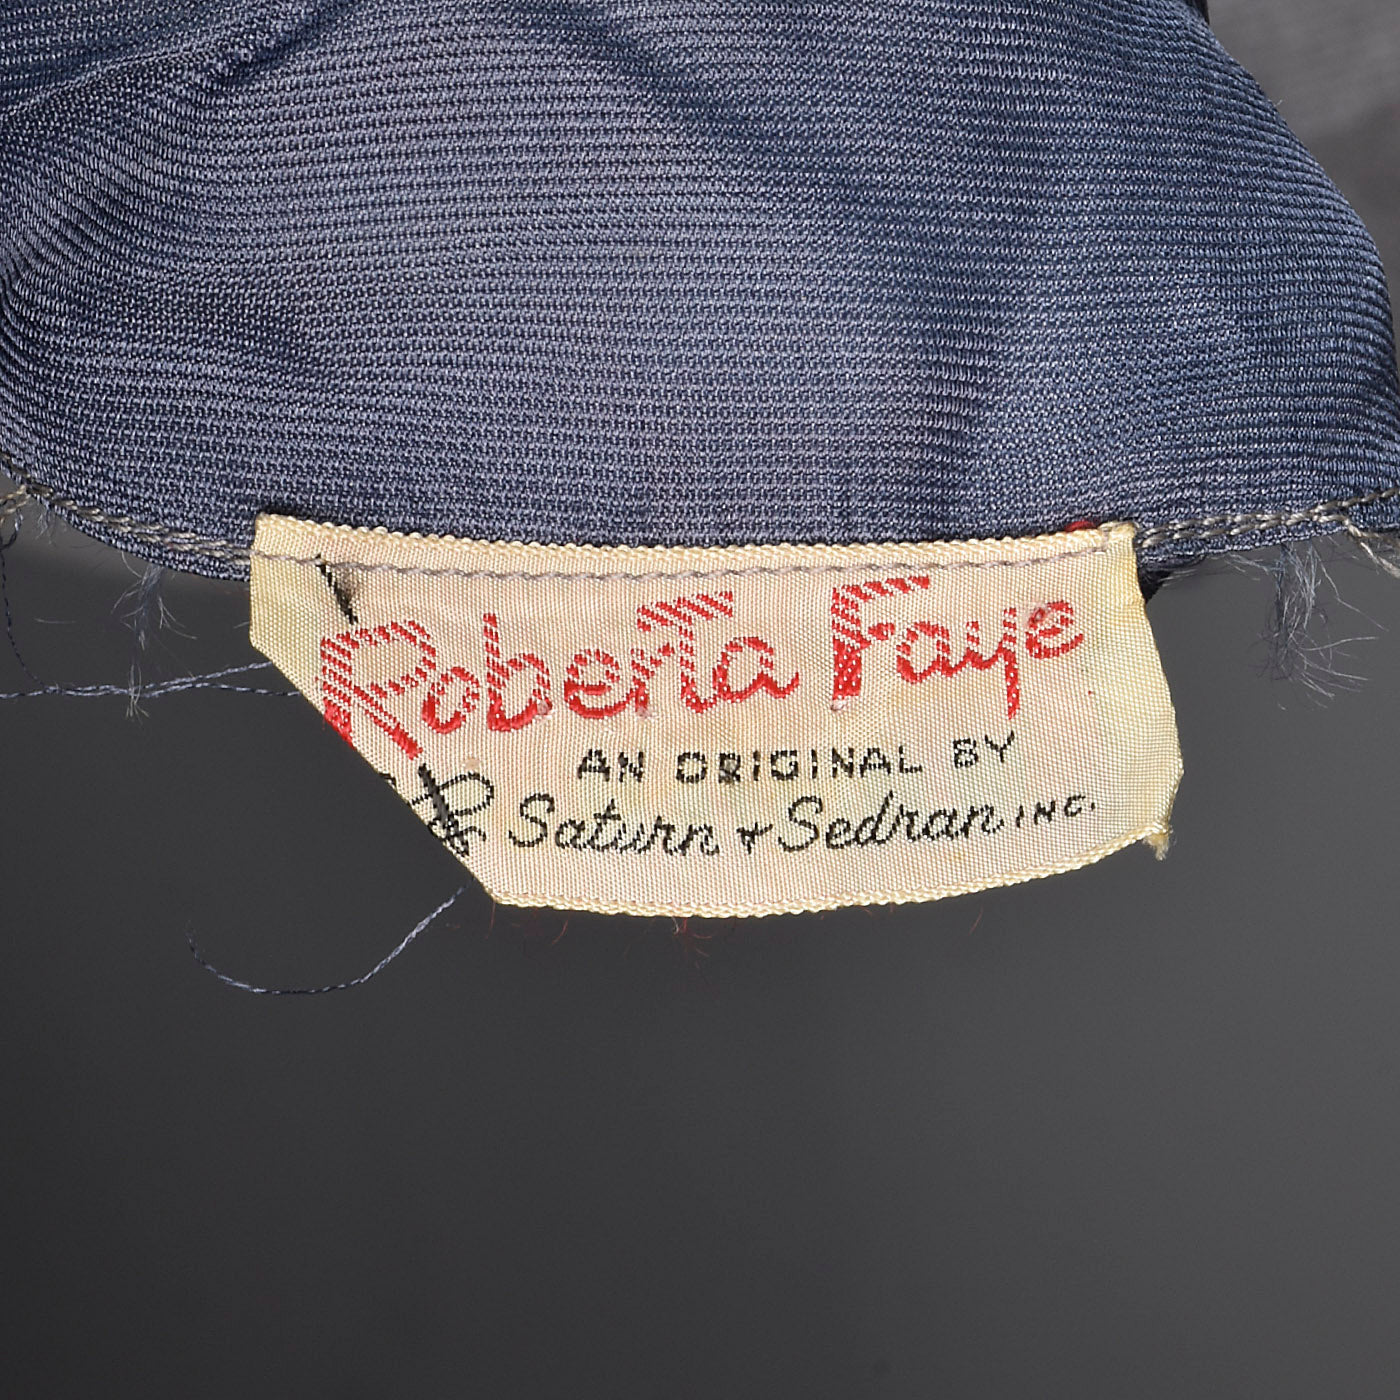 Roberta Faye
AN ORIGINAL BY
Saturn & Sedran INC.